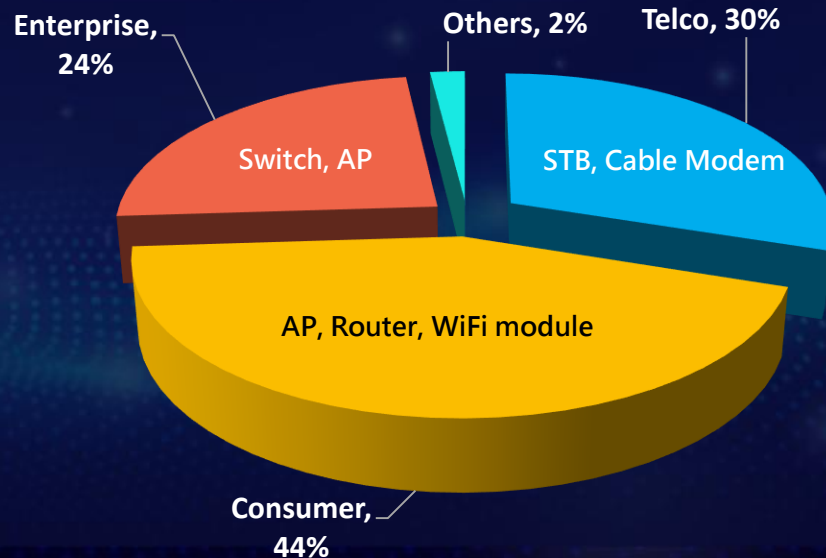 Enterprise,
24%
Others, 2%
Telco, 30%
Switch, AP
STB, Cable Modem
AP, Router, WiFi module
Consumer,
44%